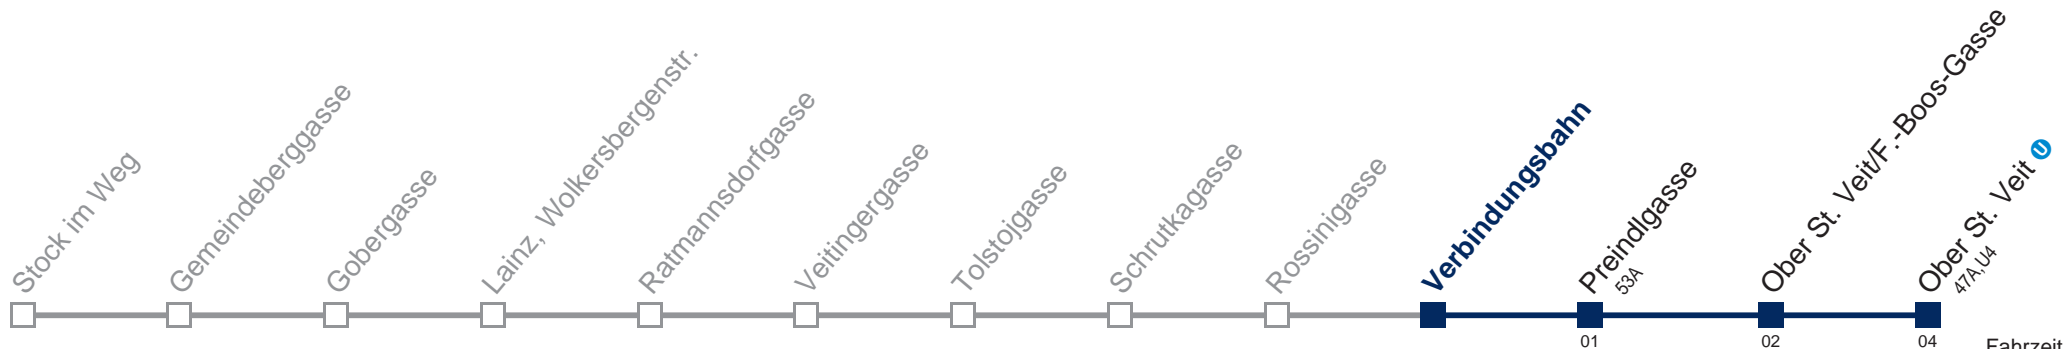 Stock im Weg
Gemeindeberggasse
Gobergasse
Lainz, Wolkersbergenstr.
Ratmannsdorfgasse
Veitingergasse
Tolstojgasse
Schrutkagasse
Rossinigasse
Verbindungsbahn
Preindlgasse
53A
Ober St. Veit/F.-Boos-Gasse
Ober St. Veit U
47A,U4
01
02
04
Fahrzeit